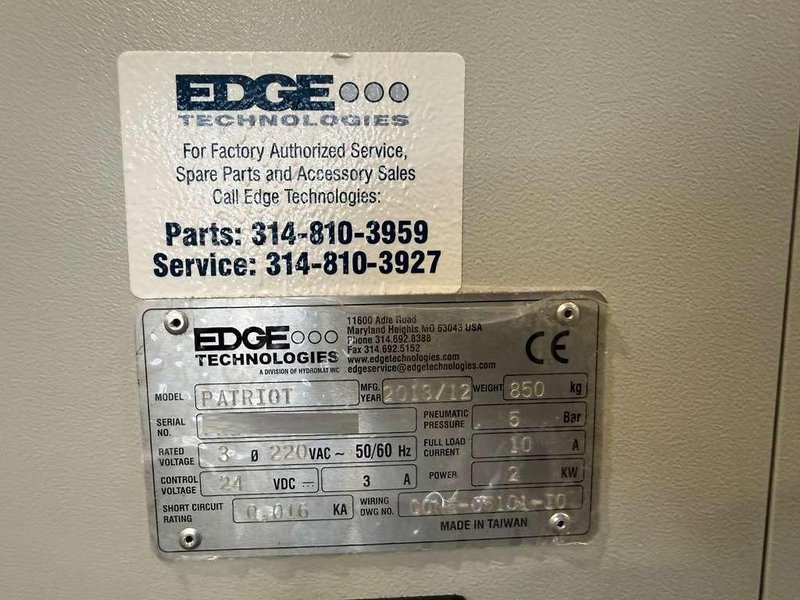 EDGE
TECHNOLOGIES
For Factory Authorized Service,
Spare Parts and Accessory Sales
Call Edge Technologies:
Parts: 314-810-3959
Service: 314-810-3927
EDGE
TECHNOLOGIES
A DIVISION OF HYDROMAT INC
11600 Adie Road
Maryland Heights, MO 63043 USA
Phone 314.692.8388
Fax 314.692.5152
www.edgetechnologies.com
edgeservice@edgetechnologies.com
CE
MODEL PATRIOT MFG. YEAR 2013/12 WEIGHT 850 kg
SERIAL NO. PNEUMATIC PRESSURE 5 Bar
RATED VOLTAGE 3 Ø 220 VAC ~ 50/60 Hz FULL LOAD CURRENT 10 A
CONTROL VOLTAGE 24 VDC 3 A POWER 2 KW
SHORT CIRCUIT RATING 0.016 KA WIRING DWG NO.
MADE IN TAIWAN